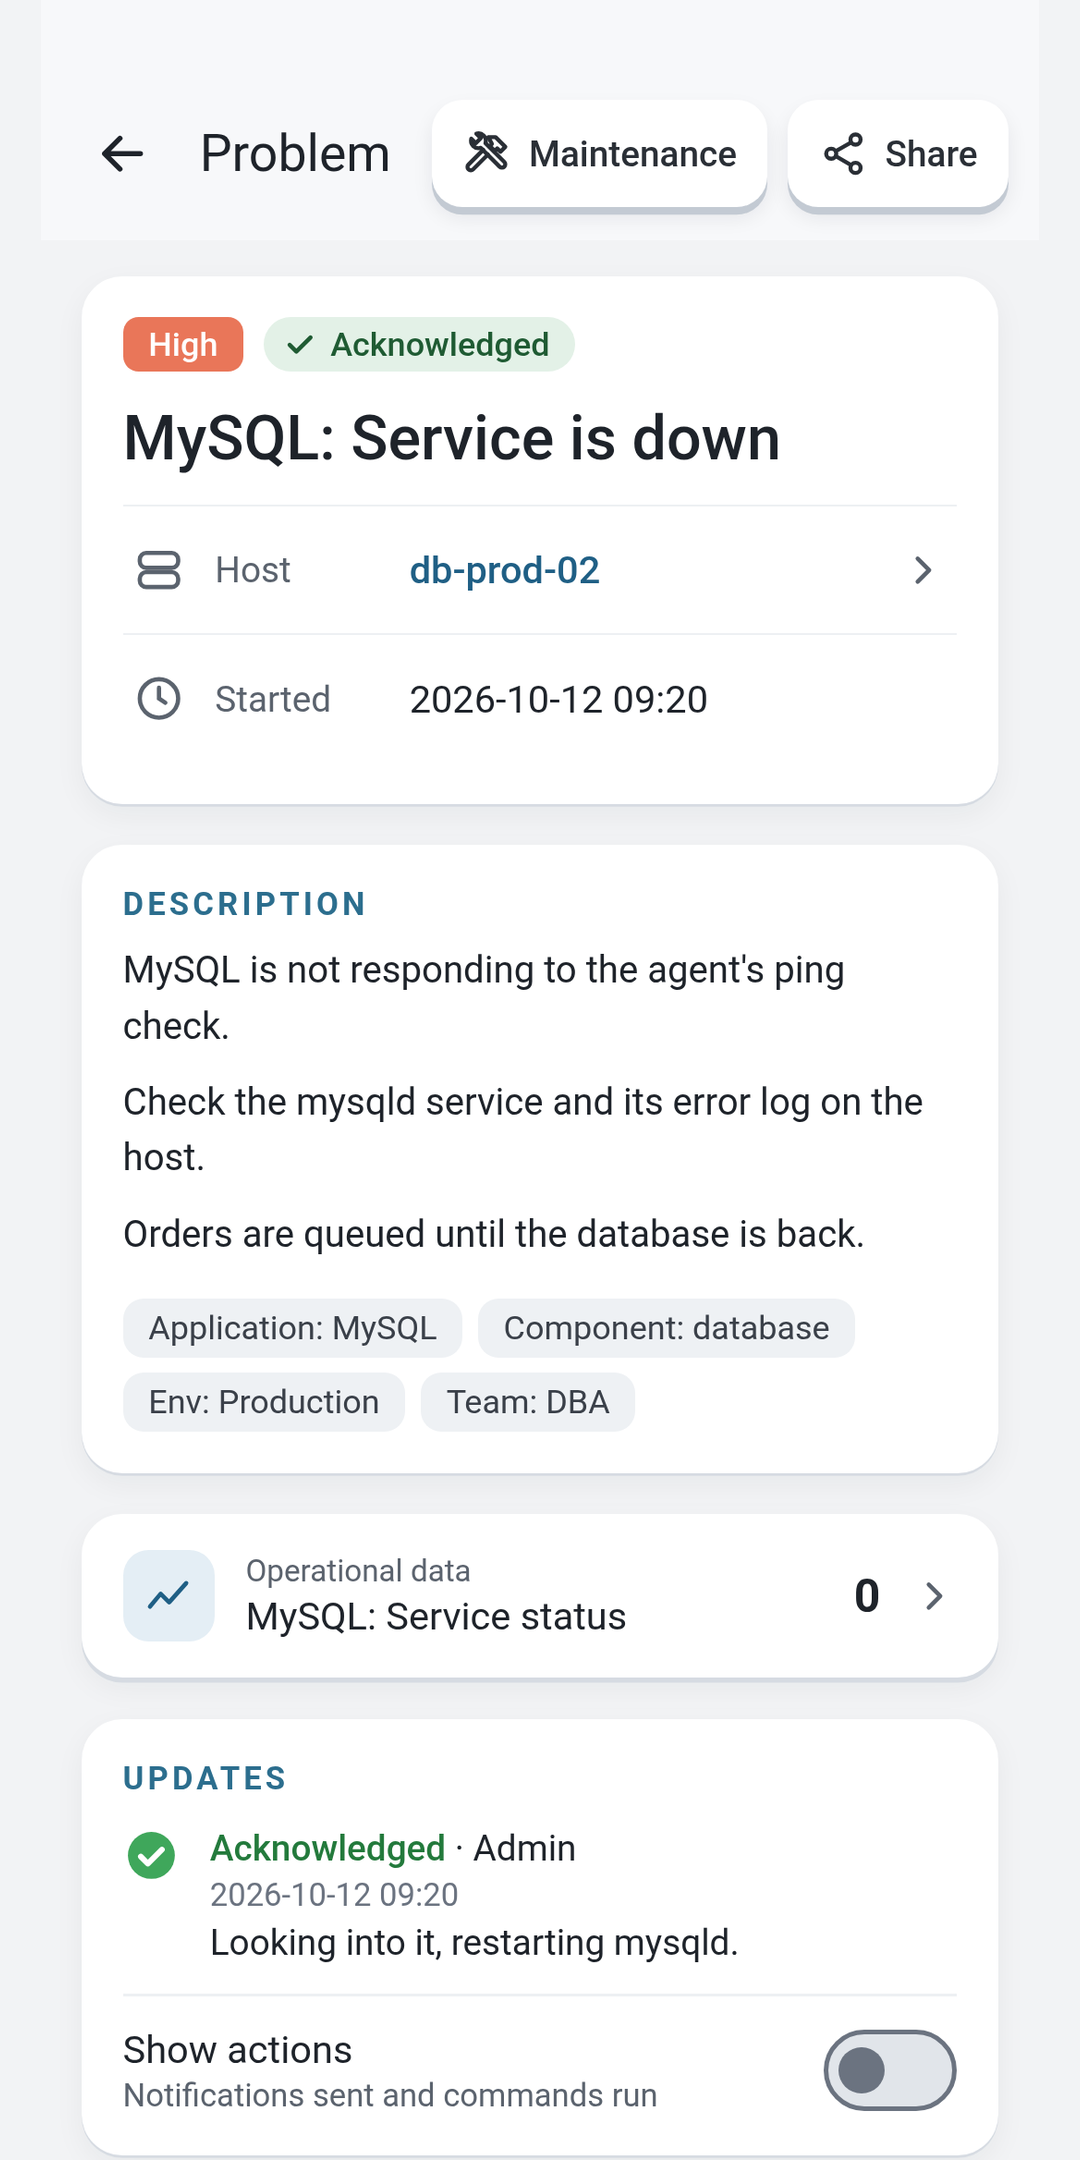 Problem
Maintenance
Share
High
Acknowledged
MySQL: Service is down
Host
db-prod-02
Started
2026-10-12 09:20
DESCRIPTION
MySQL is not responding to the agent's ping
check.
Check the mysqld service and its error log on the
host.
Orders are queued until the database is back.
Application: MySQL
Component: database
Env: Production
Team: DBA
Operational data
MySQL: Service status
0
UPDATES
Acknowledged · Admin
2026-10-12 09:20
Looking into it, restarting mysqld.
Show actions
Notifications sent and commands run